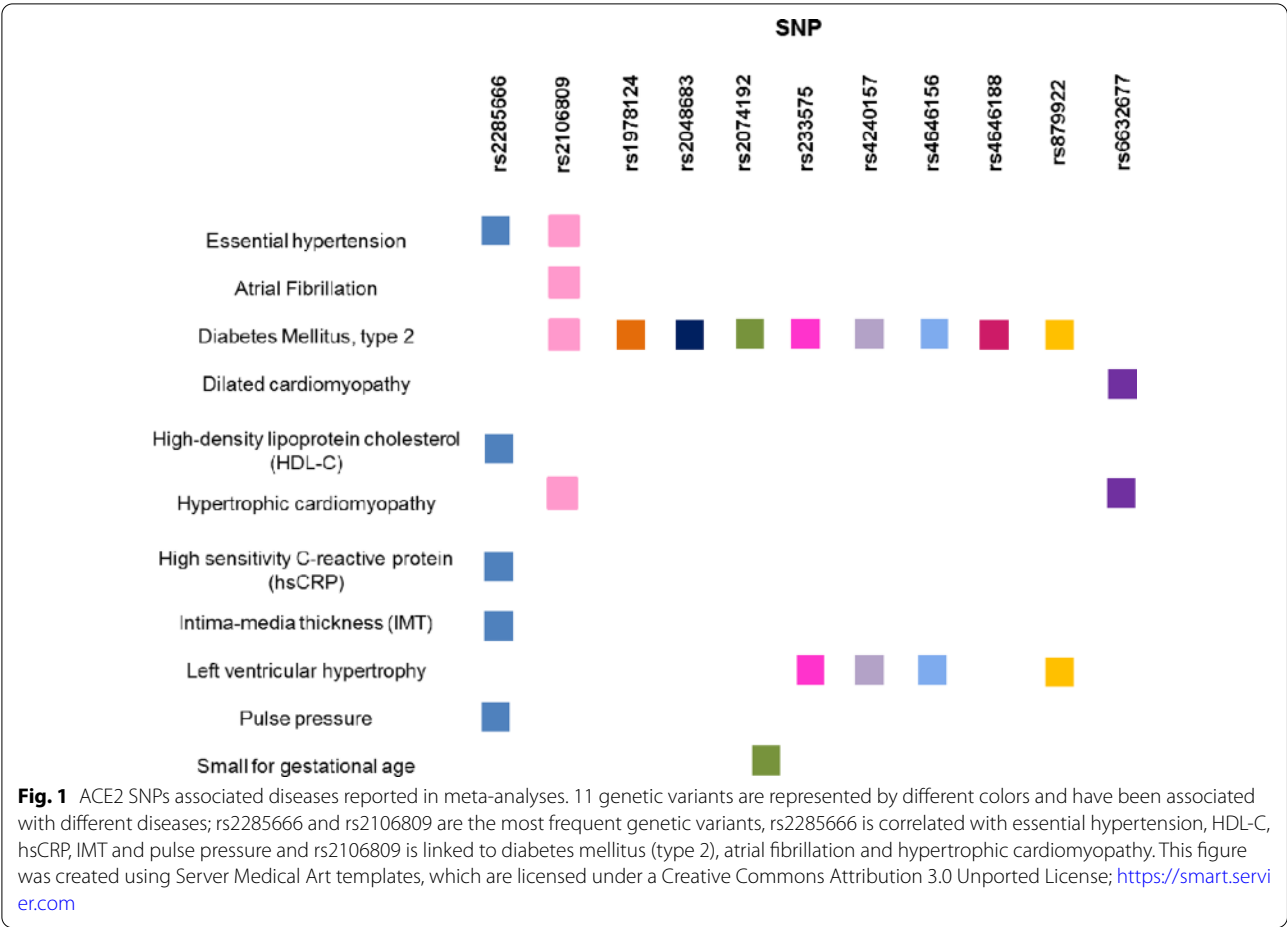 SNP
rs2285666
rs2106809
rs1978124
rs2048683
rs2074192
rs233575
rs4240157
rs4646156
rs4646188
rs879922
rs6632677
Essential hypertension
Atrial Fibrillation
Diabetes Mellitus, type 2
Dilated cardiomyopathy
High-density lipoprotein cholesterol
(HDL-C)
Hypertrophic cardiomyopathy
High sensitivity C-reactive protein
(hsCRP)
Intima-media thickness (IMT)
Left ventricular hypertrophy
Pulse pressure
Small for gestational age
Fig. 1 ACE2 SNPs associated diseases reported in meta-analyses. 11 genetic variants are represented by different colors and have been associated
with different diseases; rs2285666 and rs2106809 are the most frequent genetic variants, rs2285666 is correlated with essential hypertension, HDL-C,
hsCRP, IMT and pulse pressure and rs2106809 is linked to diabetes mellitus (type 2), atrial fibrillation and hypertrophic cardiomyopathy. This figure
was created using Server Medical Art templates, which are licensed under a Creative Commons Attribution 3.0 Unported License; https://smart.servi
er.com